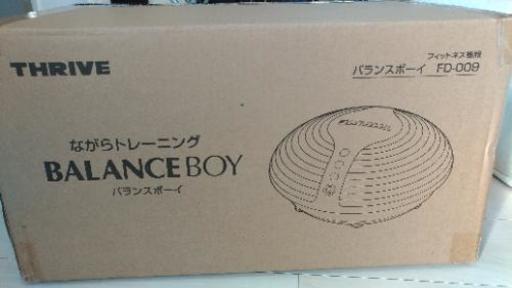 THRIVE
フィットネス機器
バランスボーイ FD-009
ながらトレーニング
BALANCEBOY
バランスボーイ